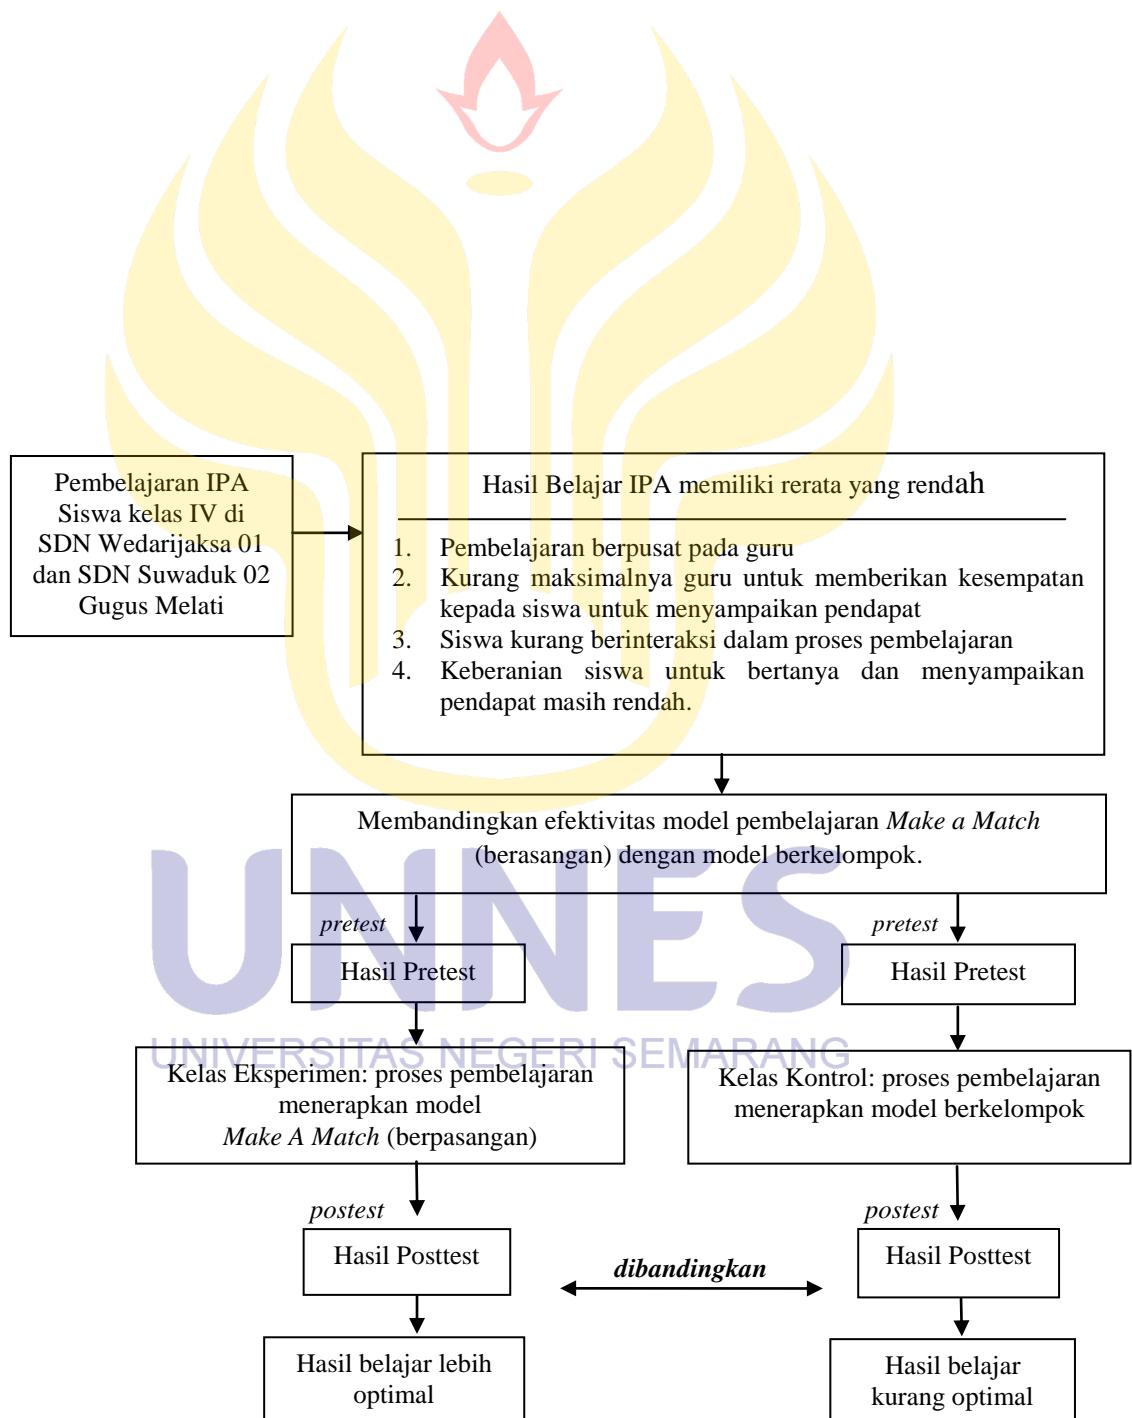 Pembelajaran IPA
Siswa kelas IV di
SDN Wedarijaksa 01
dan SDN Suwaduk 02
Gugus Melati
Hasil Belajar IPA memiliki rerata yang rendah
1. Pembelajaran berpusat pada guru
2. Kurang maksimalnya guru untuk memberikan kesempatan
kepada siswa untuk menyampaikan pendapat
3. Siswa kurang berinteraksi dalam proses pembelajaran
4. Keberanian siswa untuk bertanya dan menyampaikan
pendapat masih rendah.
Membandingkan efektivitas model pembelajaran Make a Match
(berasangan) dengan model berkelompok.
UNNES
UNIVERSITAS NEGERI SEMARANG
pretest
pretest
Hasil Pretest
Hasil Pretest
Kelas Eksperimen: proses pembelajaran
menerapkan model
Make A Match (berpasangan)
Kelas Kontrol: proses pembelajaran
menerapkan model berkelompok
postest
postest
Hasil Posttest
Hasil Posttest
dibandingkan
Hasil belajar lebih
optimal
Hasil belajar
kurang optimal